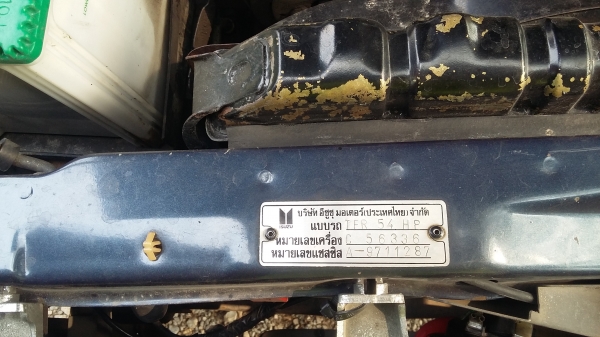 บริษัท อีซูซุ มอเตอร์(ประเทศไทย)จำกัด
ISUZU
แบบรถ TFR 54 HP
หมายเลขเครื่อง C 56336
หมายเลขแชสซิส A-9711287